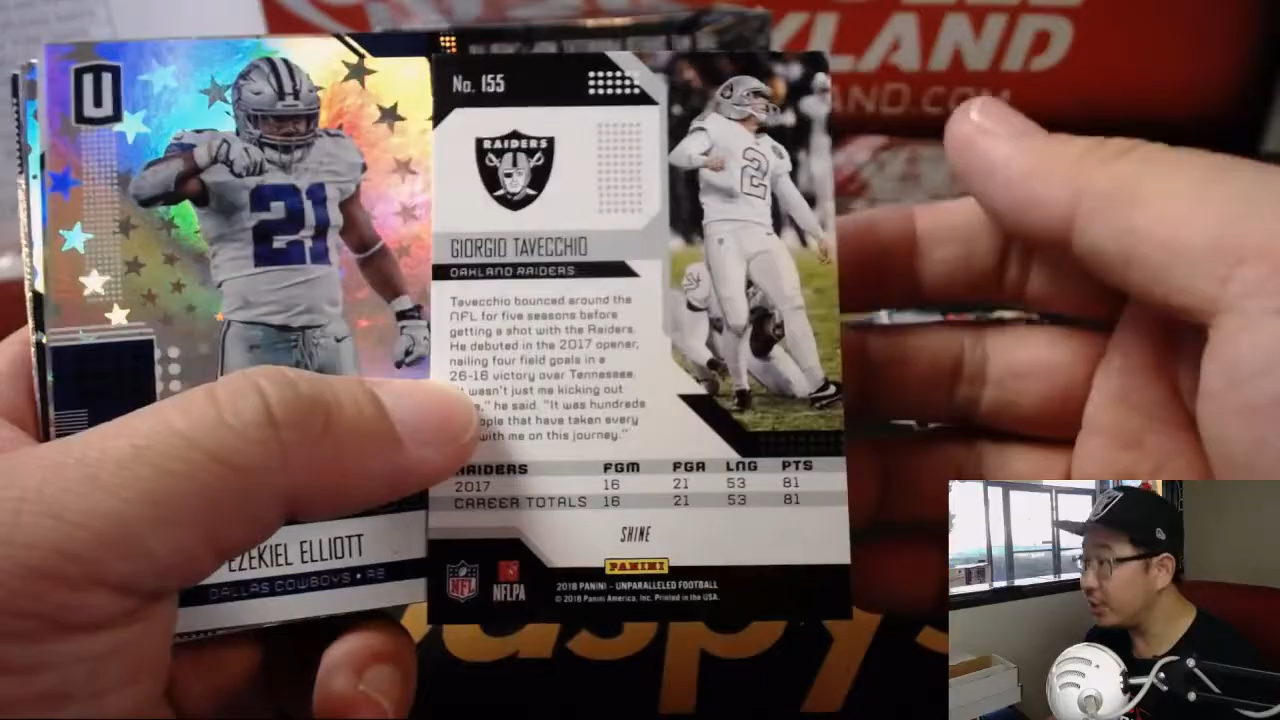 KLAND
AND.COM
U
21
EZEKIEL ELLIOTT
DALLAS COWBOYS • RB
No. 155
RAIDERS
2
GIORGIO TAVECCHIO
OAKLAND RAIDERS
Tavecchio bounced around the
NFL for five seasons before
getting a shot with the Raiders.
He debuted in the 2017 opener,
nailing four field goals in a
26-16 victory over Tennessee.
wasn't just me kicking out
he said. "It was hundreds
that have taken every
with me on this journey."
RAIDERS FGM FGA LNG PTS
2017 16 21 53 81
CAREER TOTALS 16 21 53 81
SHINE
PANINI
NFL
NFLPA
2018 PANINI - UNPARALLELED FOOTBALL
© 2018 Panini America, Inc. Printed in the USA.